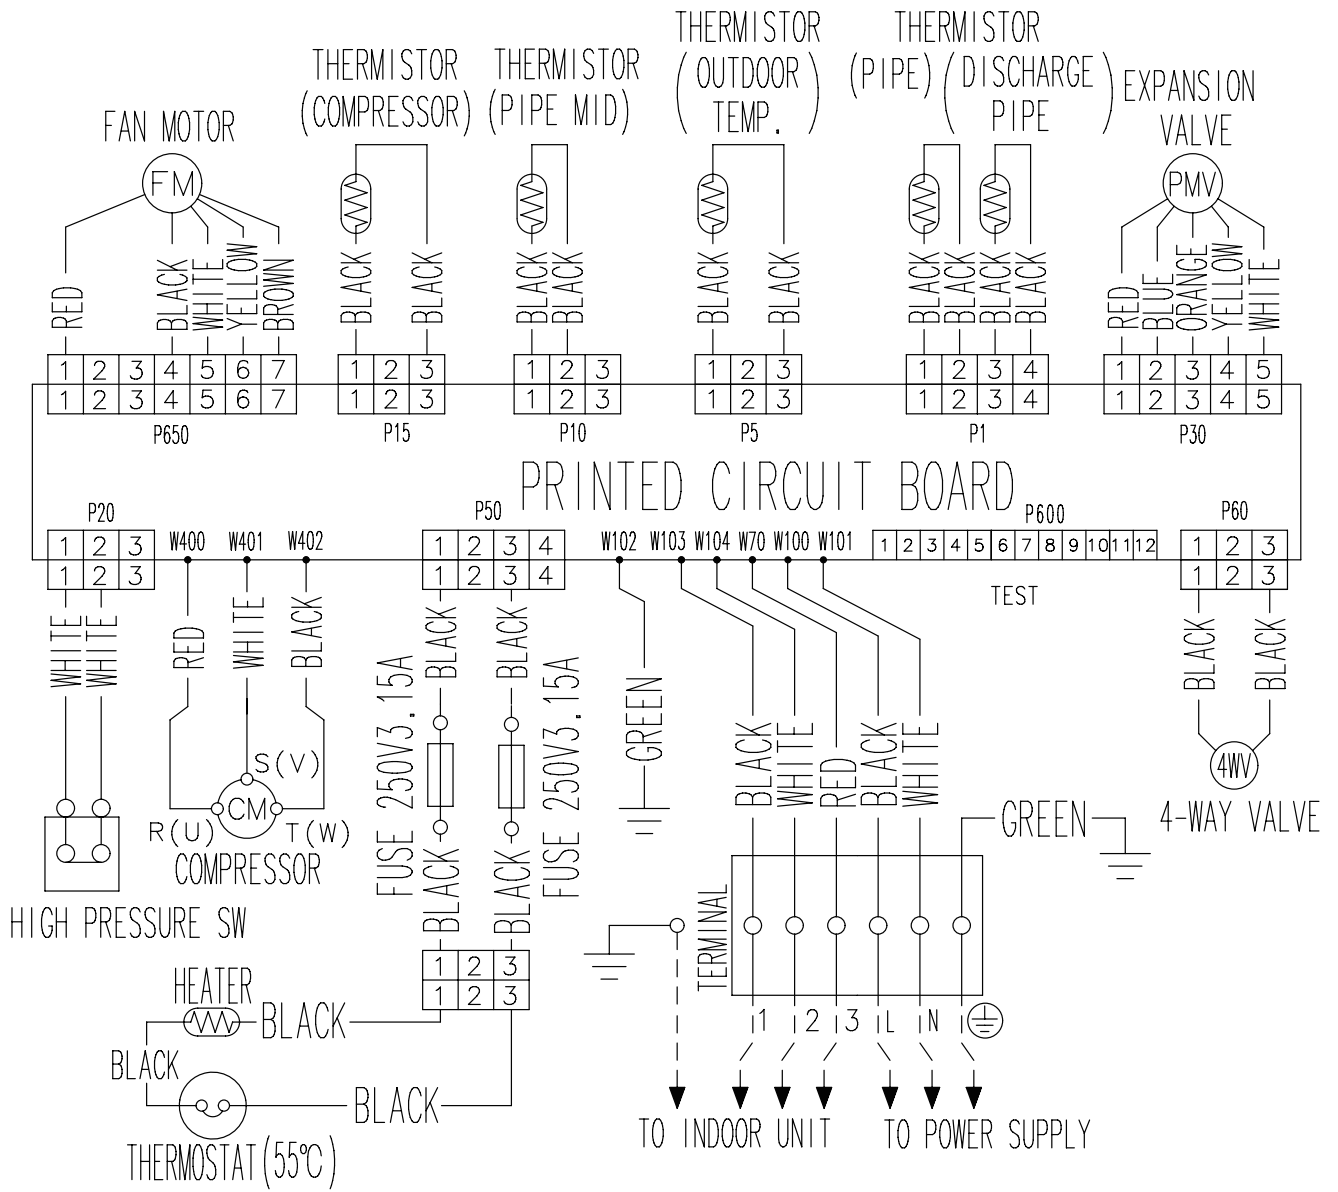 THERMISTOR
(OUTDOOR
TEMP.)
THERMISTOR
(PIPE) (DISCHARGE
PIPE)
THERMISTOR
(COMPRESSOR)
THERMISTOR
(PIPE MID)
EXPANSION
VALVE
FAN MOTOR
FM
PMV
RED
BLACK
WHITE
YELLOW
BROWN
BLACK
BLACK
BLACK
BLACK
BLACK
BLACK
BLACK
BLACK
BLACK
BLACK
RED
BLUE
ORANGE
YELLOW
WHITE
1 2 3 4 5 6 7
1 2 3 4 5 6 7
P650
1 2 3
1 2 3
P15
1 2 3
1 2 3
P10
1 2 3
1 2 3
P5
1 2 3 4
1 2 3 4
P1
1 2 3 4 5
1 2 3 4 5
P30
PRINTED CIRCUIT BOARD
P20
1 2 3
1 2 3
W400
W401
W402
P50
1 2 3 4
1 2 3 4
W102
W103
W104
W70
W100
W101
P600
1 2 3 4 5 6 7 8 9 10 11 12
TEST
P60
1 2 3
1 2 3
WHITE
WHITE
RED
WHITE
BLACK
BLACK
BLACK
GREEN
BLACK
WHITE
RED
BLACK
WHITE
BLACK
BLACK
FUSE 250V3.15A
FUSE 250V3.15A
S(V)
CM
R(U)
T(W)
COMPRESSOR
BLACK
BLACK
4WV
4-WAY VALVE
GREEN
HIGH PRESSURE SW
TERMINAL
1 2 3
1 2 3
HEATER
BLACK
BLACK
BLACK
THERMOSTAT(55℃)
1 2 3 L N
TO INDOOR UNIT
TO POWER SUPPLY